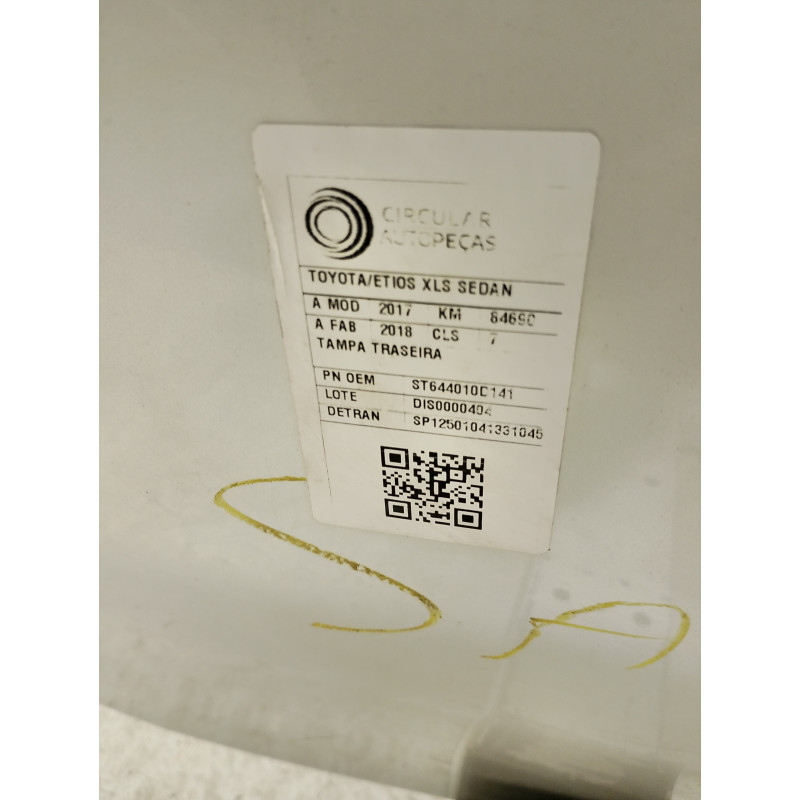 CIRCULAR
AUTOPEÇAS
TOYOTA/ETIOS XLS SEDAN
A MOD 2017 KM 84690
A FAB 2018 CLS 7
TAMPA TRASEIRA
PN OEM ST644010D141
LOTE DIS0000404
DETRAN SP12501041331045
S A